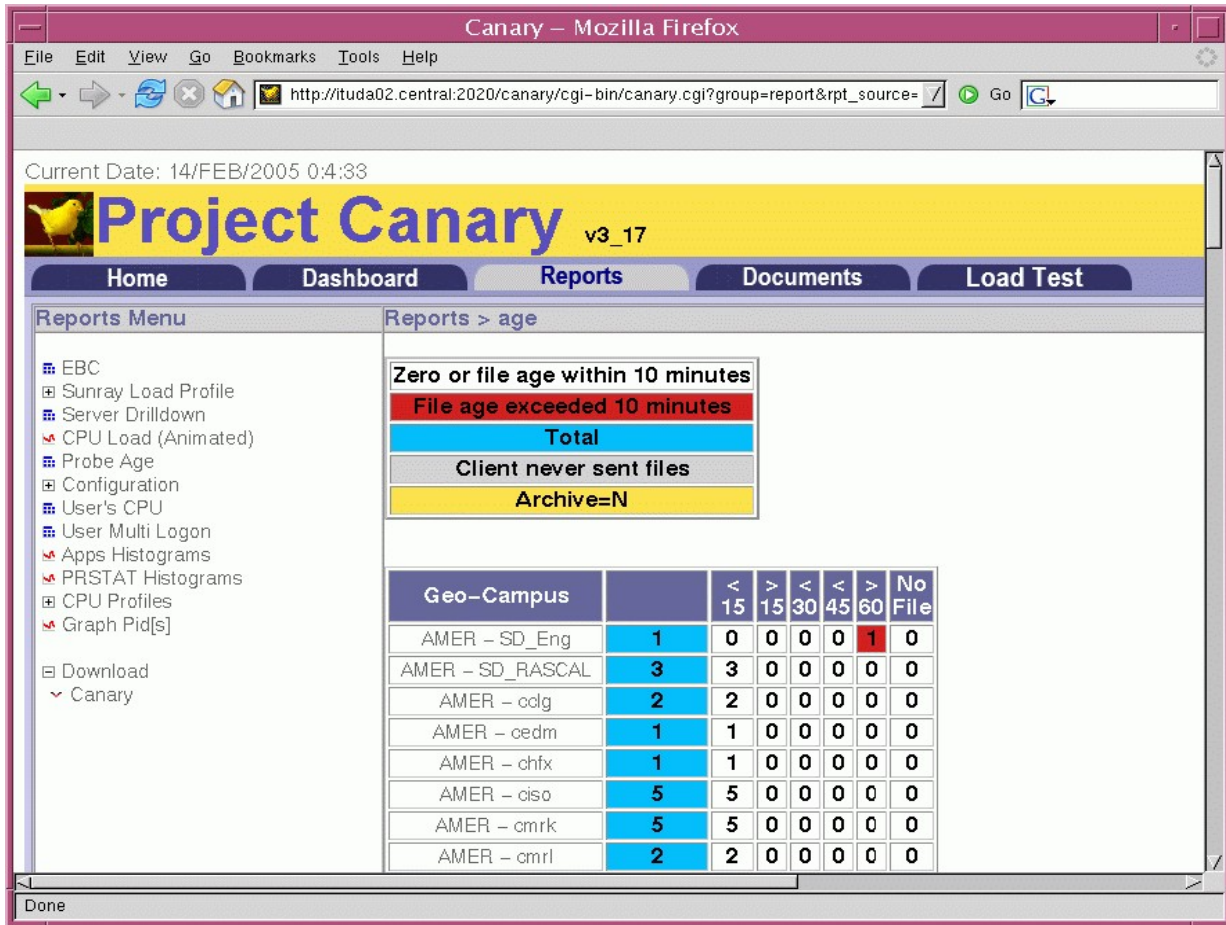 Canary – Mozilla Firefox
File Edit View Go Bookmarks Tools Help
http://ituda02.central:2020/canary/cgi-bin/canary.cgi?group=report&rpt_source= Go G
Current Date: 14/FEB/2005 0:4:33
Project Canary v3_17
Home Dashboard Reports Documents Load Test
Reports Menu
EBC
Sunray Load Profile
Server Drilldown
CPU Load (Animated)
Probe Age
Configuration
User's CPU
User Multi Logon
Apps Histograms
PRSTAT Histograms
CPU Profiles
Graph Pid[s]
Download
Canary
Reports > age
Zero or file age within 10 minutes
File age exceeded 10 minutes
Total
Client never sent files
Archive=N
Geo-Campus < 15 > 15 < 30 < 45 > 60 No File
AMER – SD_Eng 1 0 0 0 0 1 0
AMER – SD_RASCAL 3 3 0 0 0 0 0
AMER – cclg 2 2 0 0 0 0 0
AMER – cedm 1 1 0 0 0 0 0
AMER – chfx 1 1 0 0 0 0 0
AMER – ciso 5 5 0 0 0 0 0
AMER – cmrk 5 5 0 0 0 0 0
AMER – cmrl 2 2 0 0 0 0 0
Done